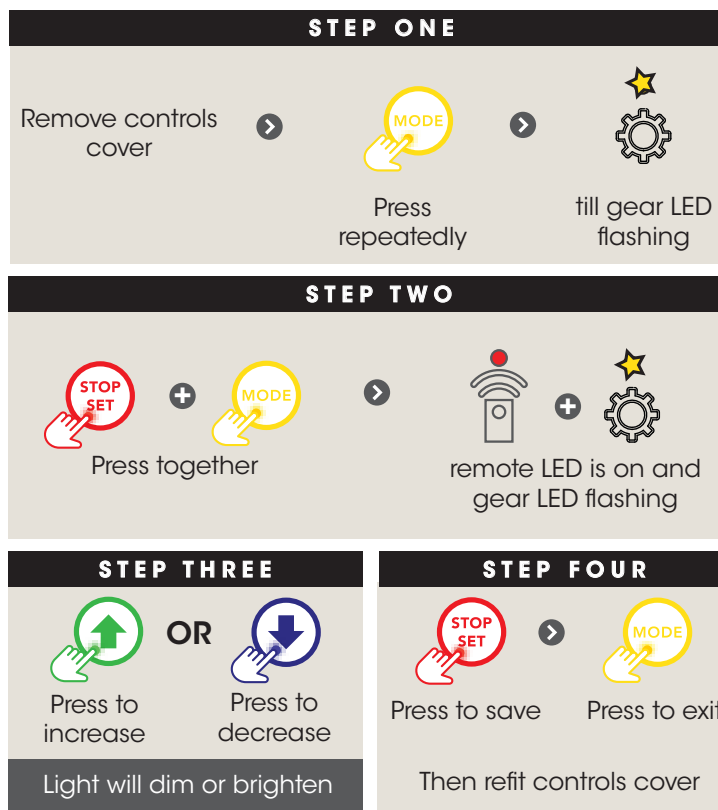 STEP ONE
Remove controls
cover
MODE
Press
repeatedly
till gear LED
flashing
STEP TWO
STOP
SET
MODE
Press together
remote LED is on and
gear LED flashing
STEP THREE
OR
Press to
increase
Press to
decrease
Light will dim or brighten
STEP FOUR
STOP
SET
MODE
Press to save
Press to exit
Then refit controls cover